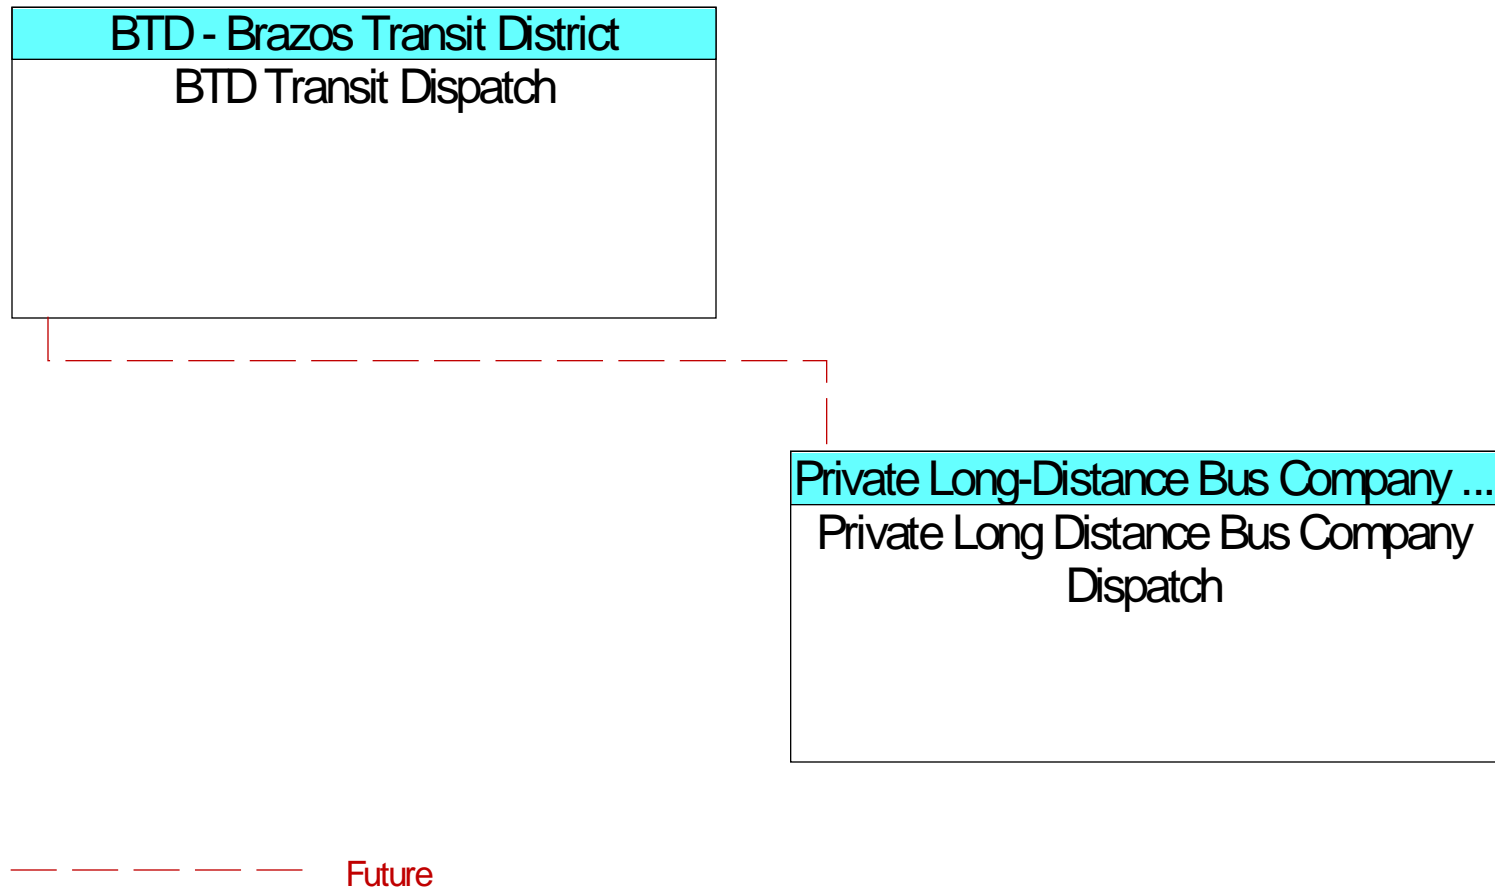 BTD - Brazos Transit District
BTD Transit Dispatch
Private Long-Distance Bus Company ...
Private Long Distance Bus Company
Dispatch
Future